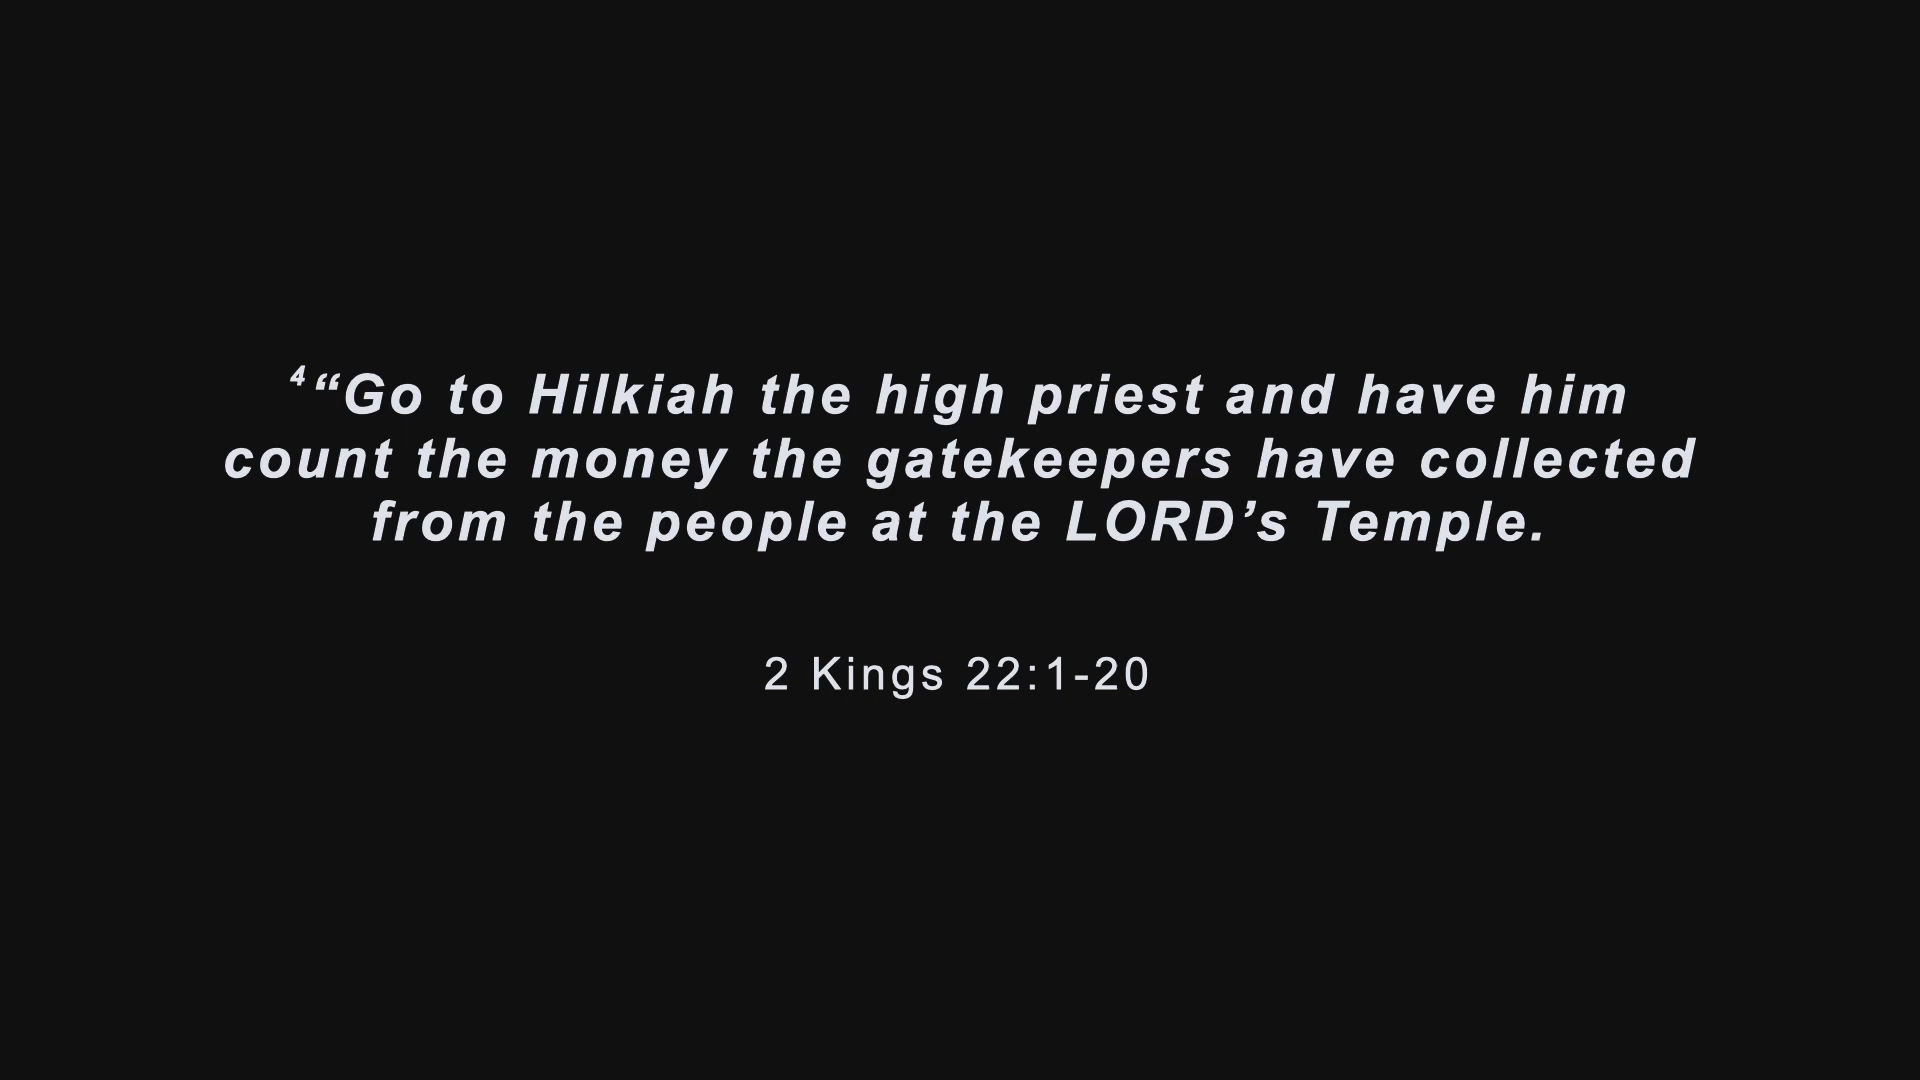 ⁴“Go to Hilkiah the high priest and have him
count the money the gatekeepers have collected
from the people at the LORD’s Temple.
2 Kings 22:1-20